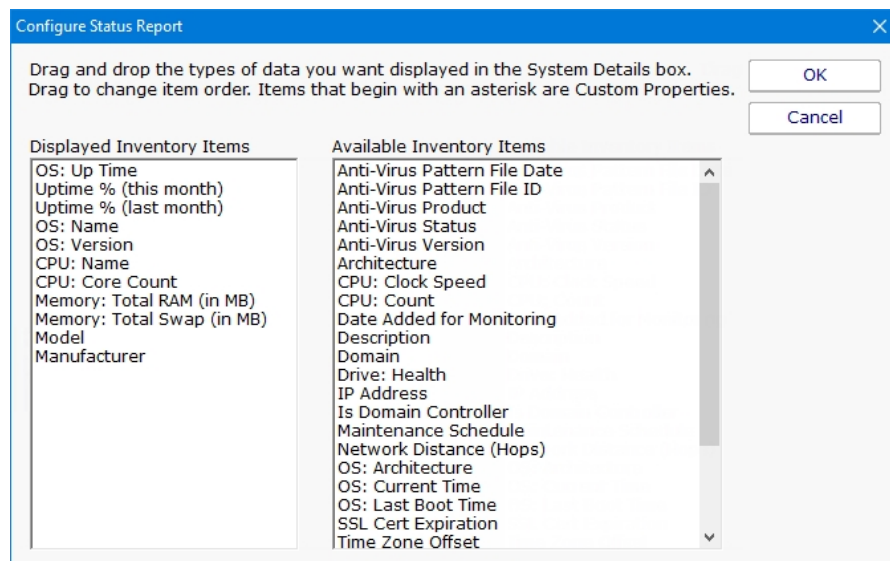 Configure Status Report
Drag and drop the types of data you want displayed in the System Details box.
Drag to change item order. Items that begin with an asterisk are Custom Properties.
OK
Cancel
Displayed Inventory Items
OS: Up Time
Uptime % (this month)
Uptime % (last month)
OS: Name
OS: Version
CPU: Name
CPU: Core Count
Memory: Total RAM (in MB)
Memory: Total Swap (in MB)
Model
Manufacturer
Available Inventory Items
Anti-Virus Pattern File Date
Anti-Virus Pattern File ID
Anti-Virus Product
Anti-Virus Status
Anti-Virus Version
Architecture
CPU: Clock Speed
CPU: Count
Date Added for Monitoring
Description
Domain
Drive: Health
IP Address
Is Domain Controller
Maintenance Schedule
Network Distance (Hops)
OS: Architecture
OS: Current Time
OS: Last Boot Time
SSL Cert Expiration
Time Zone Offset